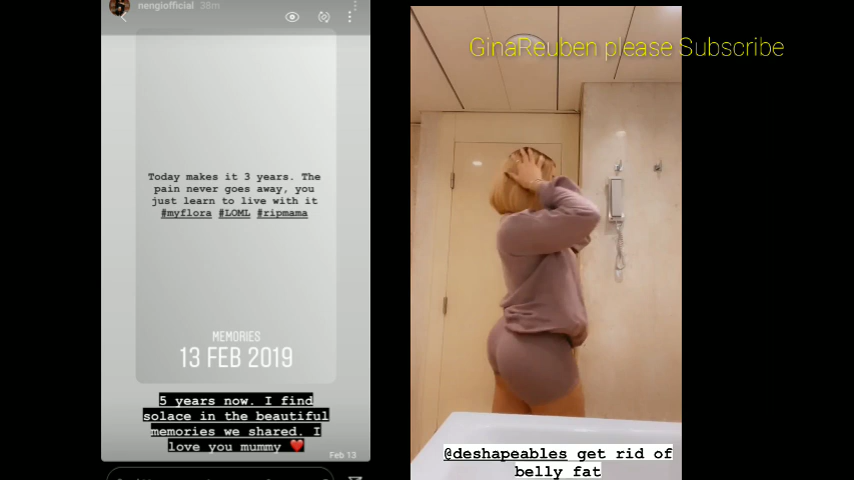 nengiofficial 38m
Today makes it 3 years. The
pain never goes away, you
just learn to live with it
#myflora #LOML #ripmama
MEMORIES
13 FEB 2019
5 years now. I find
solace in the beautiful
memories we shared. I
love you mummy ❤️
Feb 13
GinaReuben please Subscribe
@deshapeables get rid of
belly fat